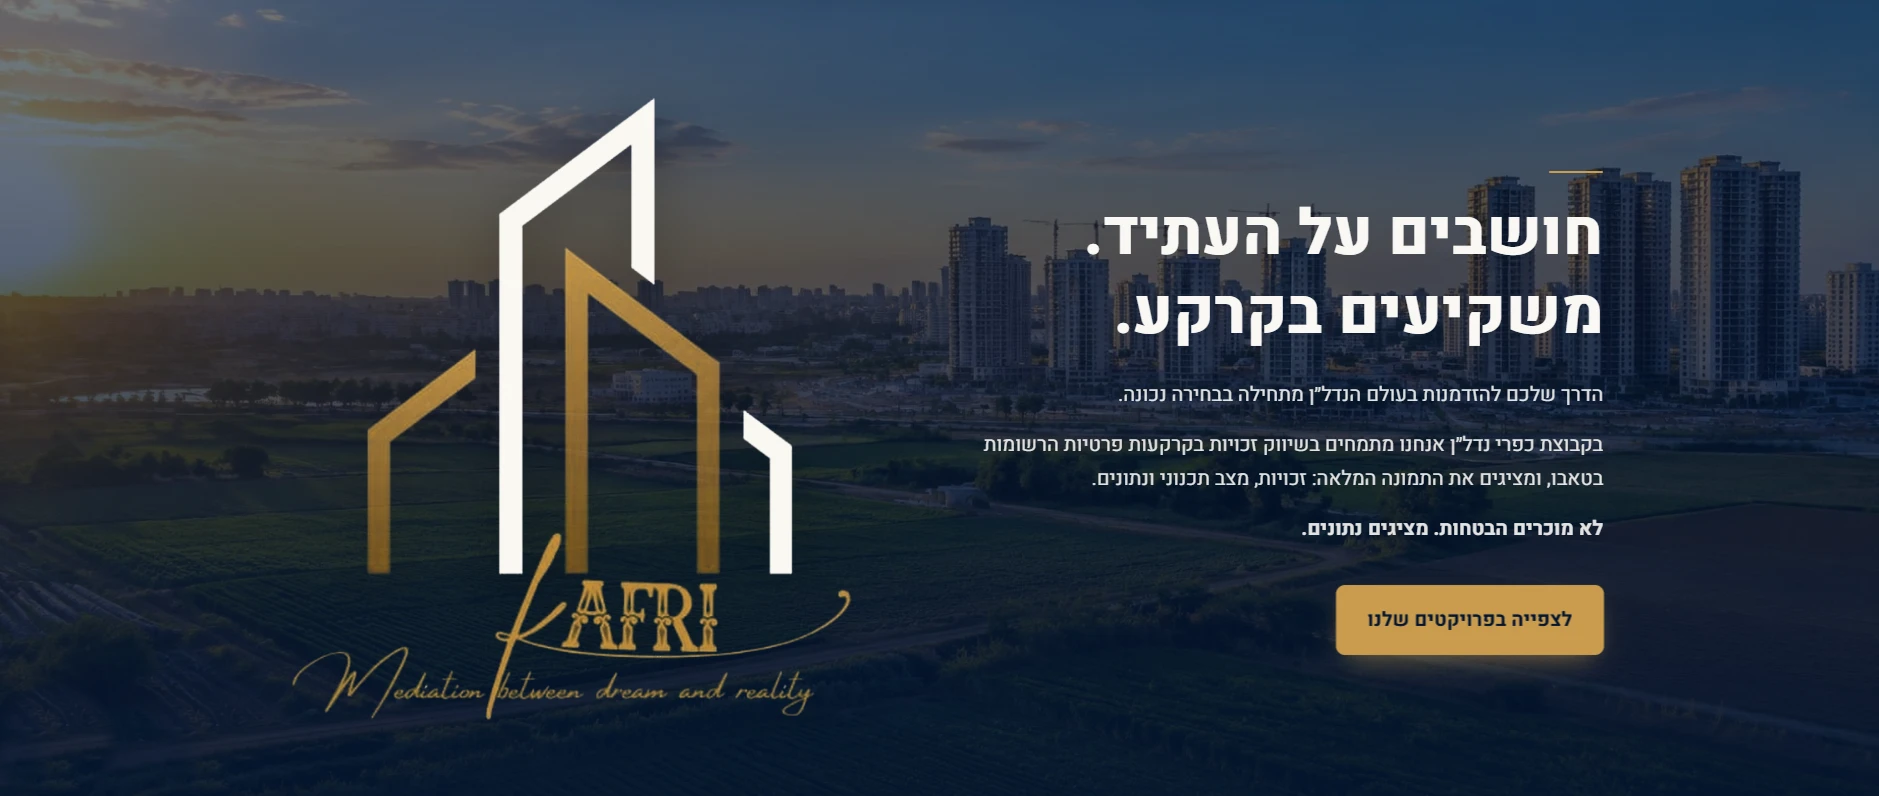 חושבים על העתיד.
משקיעים בקרקע.
הדרך שלכם להזדמנות בעולם הנדל״ן מתחילה בבחירה נכונה.
בקבוצת כפרי נדל״ן אנחנו מתמחים בשיווק זכויות בקרקעות פרטיות הרשומות
בטאבו, ומציגים את התמונה המלאה: זכויות, מצב תכנוני ונתונים.
לא מוכרים הבטחות. מציגים נתונים.
לצפייה בפרויקטים שלנו
KAFRI
Mediation between dream and reality